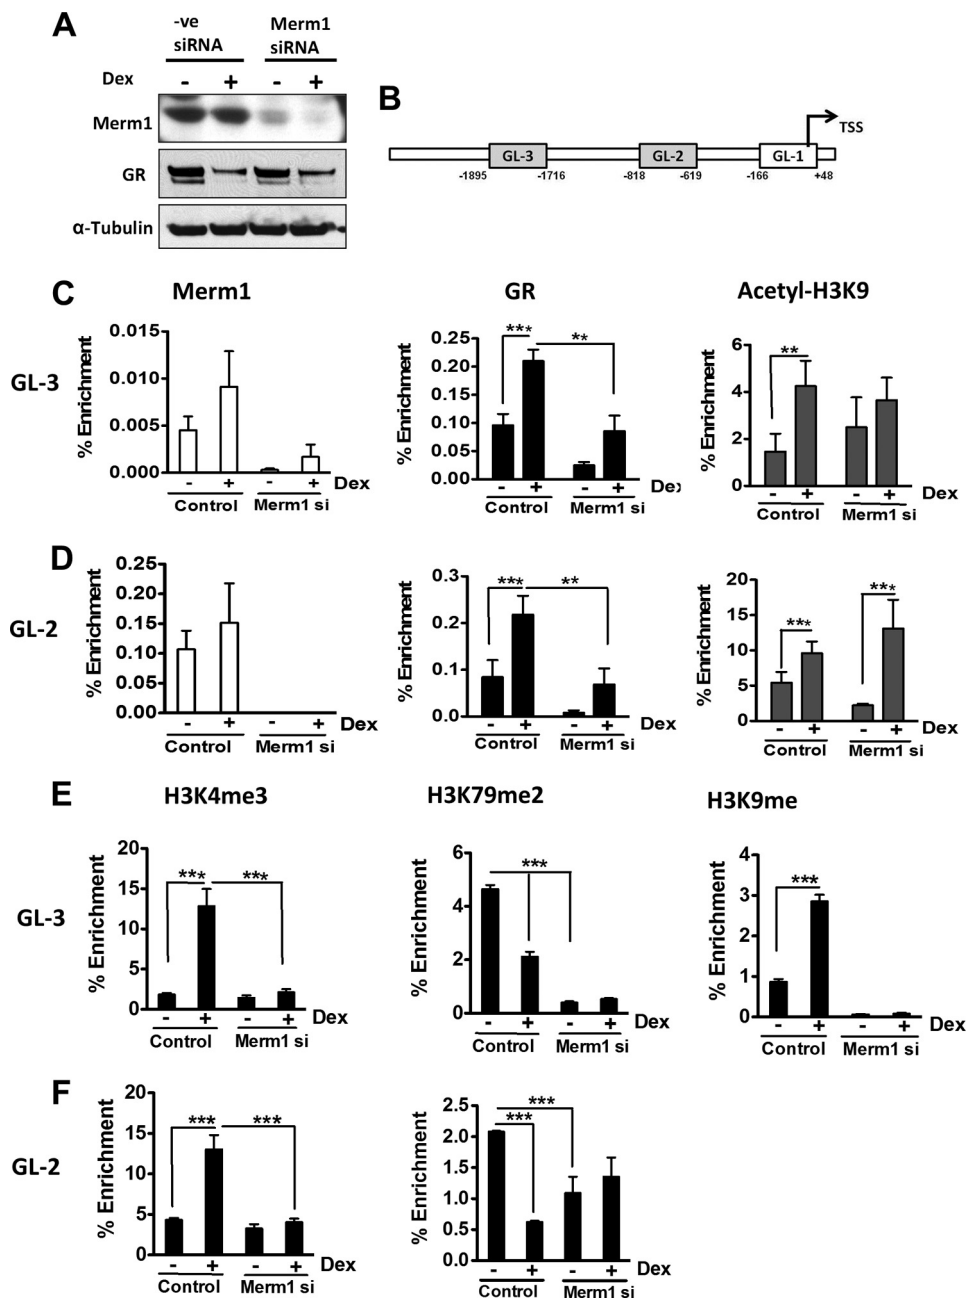 A
-ve siRNA
Merm1 siRNA
Dex - + - +
Merm1
GR
α-Tubulin
B
TSS
GL-3 GL-2 GL-1
-1895 -1716 -818 -619 -166 +48
C
Merm1 GR Acetyl-H3K9
GL-3
% Enrichment
0.015
0.010
0.005
0.000
- + - + Dex
Control Merm1 si
% Enrichment
0.25
0.20
0.15
0.10
0.05
0.00
*** **
- + - + Dex
Control Merm1 si
% Enrichment
6
4
2
0
**
- + - + Dex
Control Merm1 si
D
GL-2
% Enrichment
0.25
0.20
0.15
0.10
0.05
0.00
- + - + Dex
Control Merm1 si
% Enrichment
0.3
0.2
0.1
0.0
*** **
- + - + Dex
Control Merm1 si
% Enrichment
20
15
10
5
0
*** ***
- + - + Dex
Control Merm1 si
E
H3K4me3 H3K79me2 H3K9me
GL-3
% Enrichment
20
15
10
5
0
*** ***
- + - + Dex
Control Merm1 si
% Enrichment
6
4
2
0
***
- + - + Dex
Control Merm1 si
% Enrichment
4
3
2
1
0
***
- + - + Dex
Control Merm1 si
F
GL-2
% Enrichment
20
15
10
5
0
*** ***
- + - + Dex
Control Merm1 si
% Enrichment
2.5
2.0
1.5
1.0
0.5
0.0
*** ***
- + - + Dex
Control Merm1 si